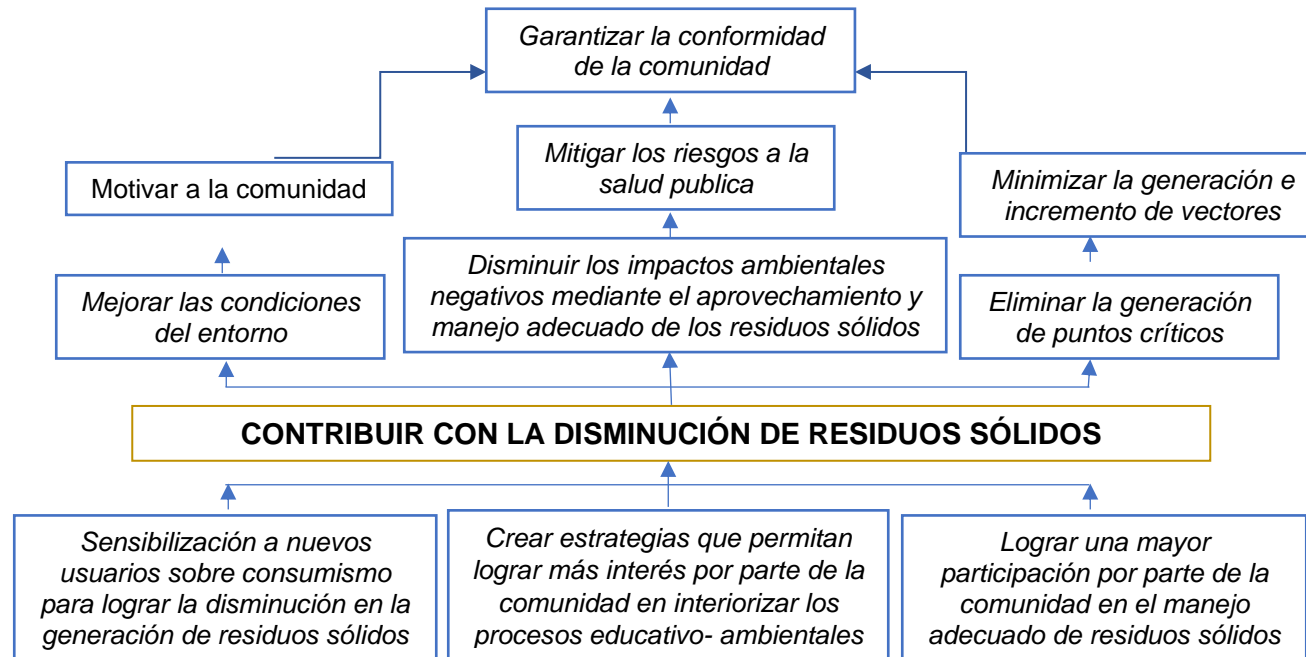 Garantizar la conformidad
de la comunidad
Motivar a la comunidad
Mitigar los riesgos a la
salud publica
Minimizar la generación e
incremento de vectores
Mejorar las condiciones
del entorno
Disminuir los impactos ambientales
negativos mediante el aprovechamiento y
manejo adecuado de los residuos sólidos
Eliminar la generación
de puntos críticos
CONTRIBUIR CON LA DISMINUCIÓN DE RESIDUOS SÓLIDOS
Sensibilización a nuevos
usuarios sobre consumismo
para lograr la disminución en la
generación de residuos sólidos
Crear estrategias que permitan
lograr más interés por parte de la
comunidad en interiorizar los
procesos educativo- ambientales
Lograr una mayor
participación por parte de la
comunidad en el manejo
adecuado de residuos sólidos